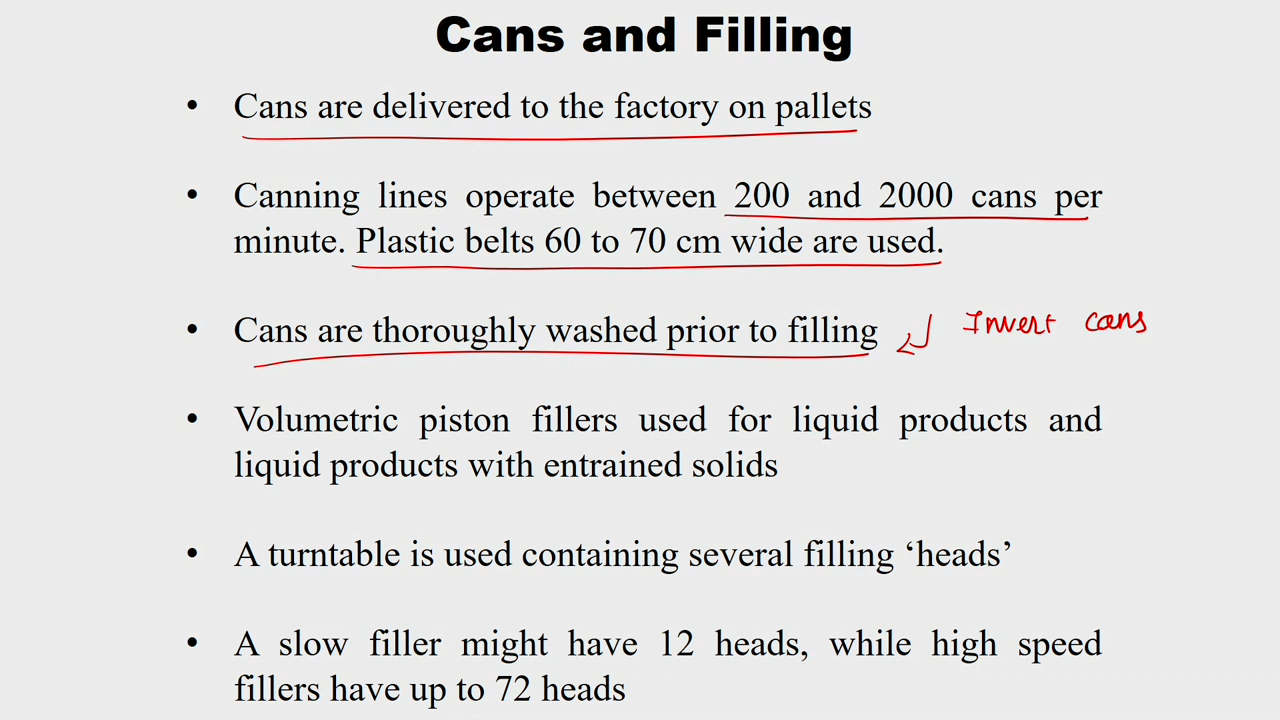 Cans and Filling
• Cans are delivered to the factory on pallets
• Canning lines operate between 200 and 2000 cans per
minute. Plastic belts 60 to 70 cm wide are used.
• Cans are thoroughly washed prior to filling Invert cans
• Volumetric piston fillers used for liquid products and
liquid products with entrained solids
• A turntable is used containing several filling ‘heads’
• A slow filler might have 12 heads, while high speed
fillers have up to 72 heads